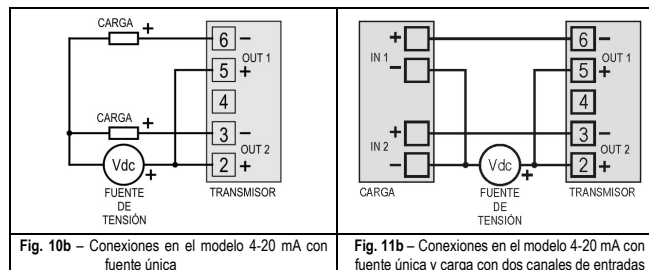 CARGA +
6 −
OUT 1
5 +
4
CARGA +
3 −
OUT 2
Vdc +
2 +
FUENTE
DE
TENSIÓN
TRANSMISOR
Fig. 10b – Conexiones en el modelo 4-20 mA con
fuente única
+
IN 1
−
+
IN 2
−
CARGA
6 −
OUT 1
5 +
4
3 −
OUT 2
Vdc +
2 +
FUENTE
DE
TENSIÓN
TRANSMISOR
Fig. 11b – Conexiones en el modelo 4-20 mA con
fuente única y carga con dos canales de entradas